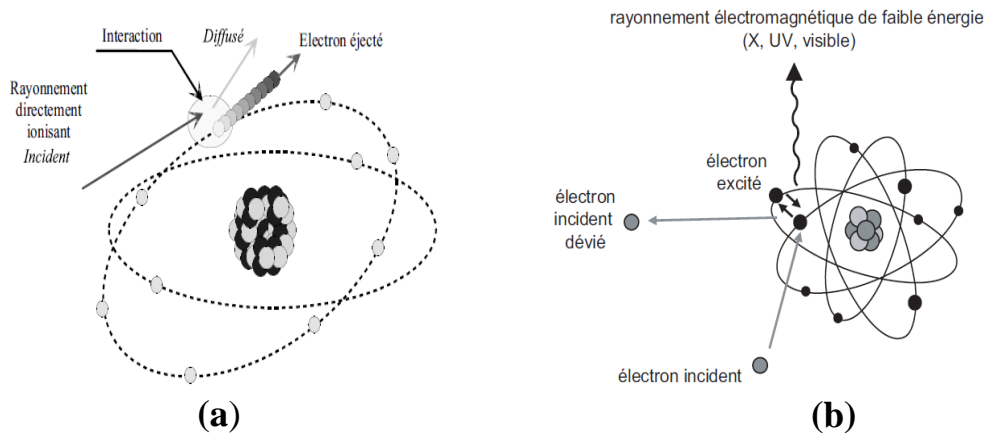 Interaction
Diffusé
Electron éjecté
Rayonnement
directement
ionisant
Incident
(a)
rayonnement électromagnétique de faible énergie
(X, UV, visible)
électron
excité
électron
incident
dévié
électron incident
(b)